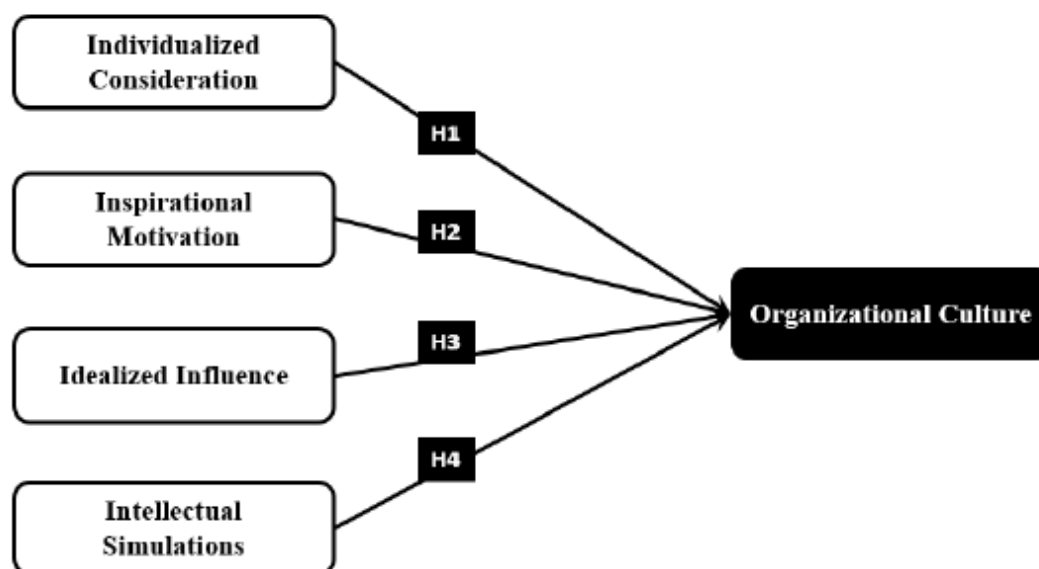 Individualized
Consideration
H1
Inspirational
Motivation
H2
Organizational Culture
H3
Idealized Influence
H4
Intellectual
Simulations